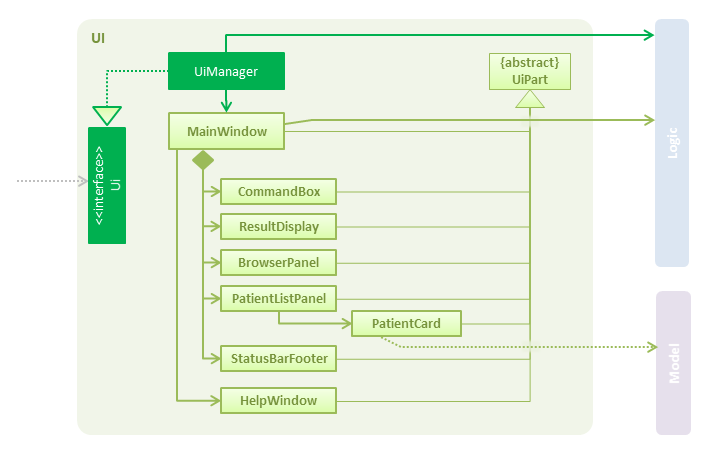 UI
UiManager
{abstract}
UiPart
MainWindow
<<interface>>
Ui
Logic
CommandBox
ResultDisplay
BrowserPanel
PatientListPanel
PatientCard
StatusBarFooter
Model
HelpWindow